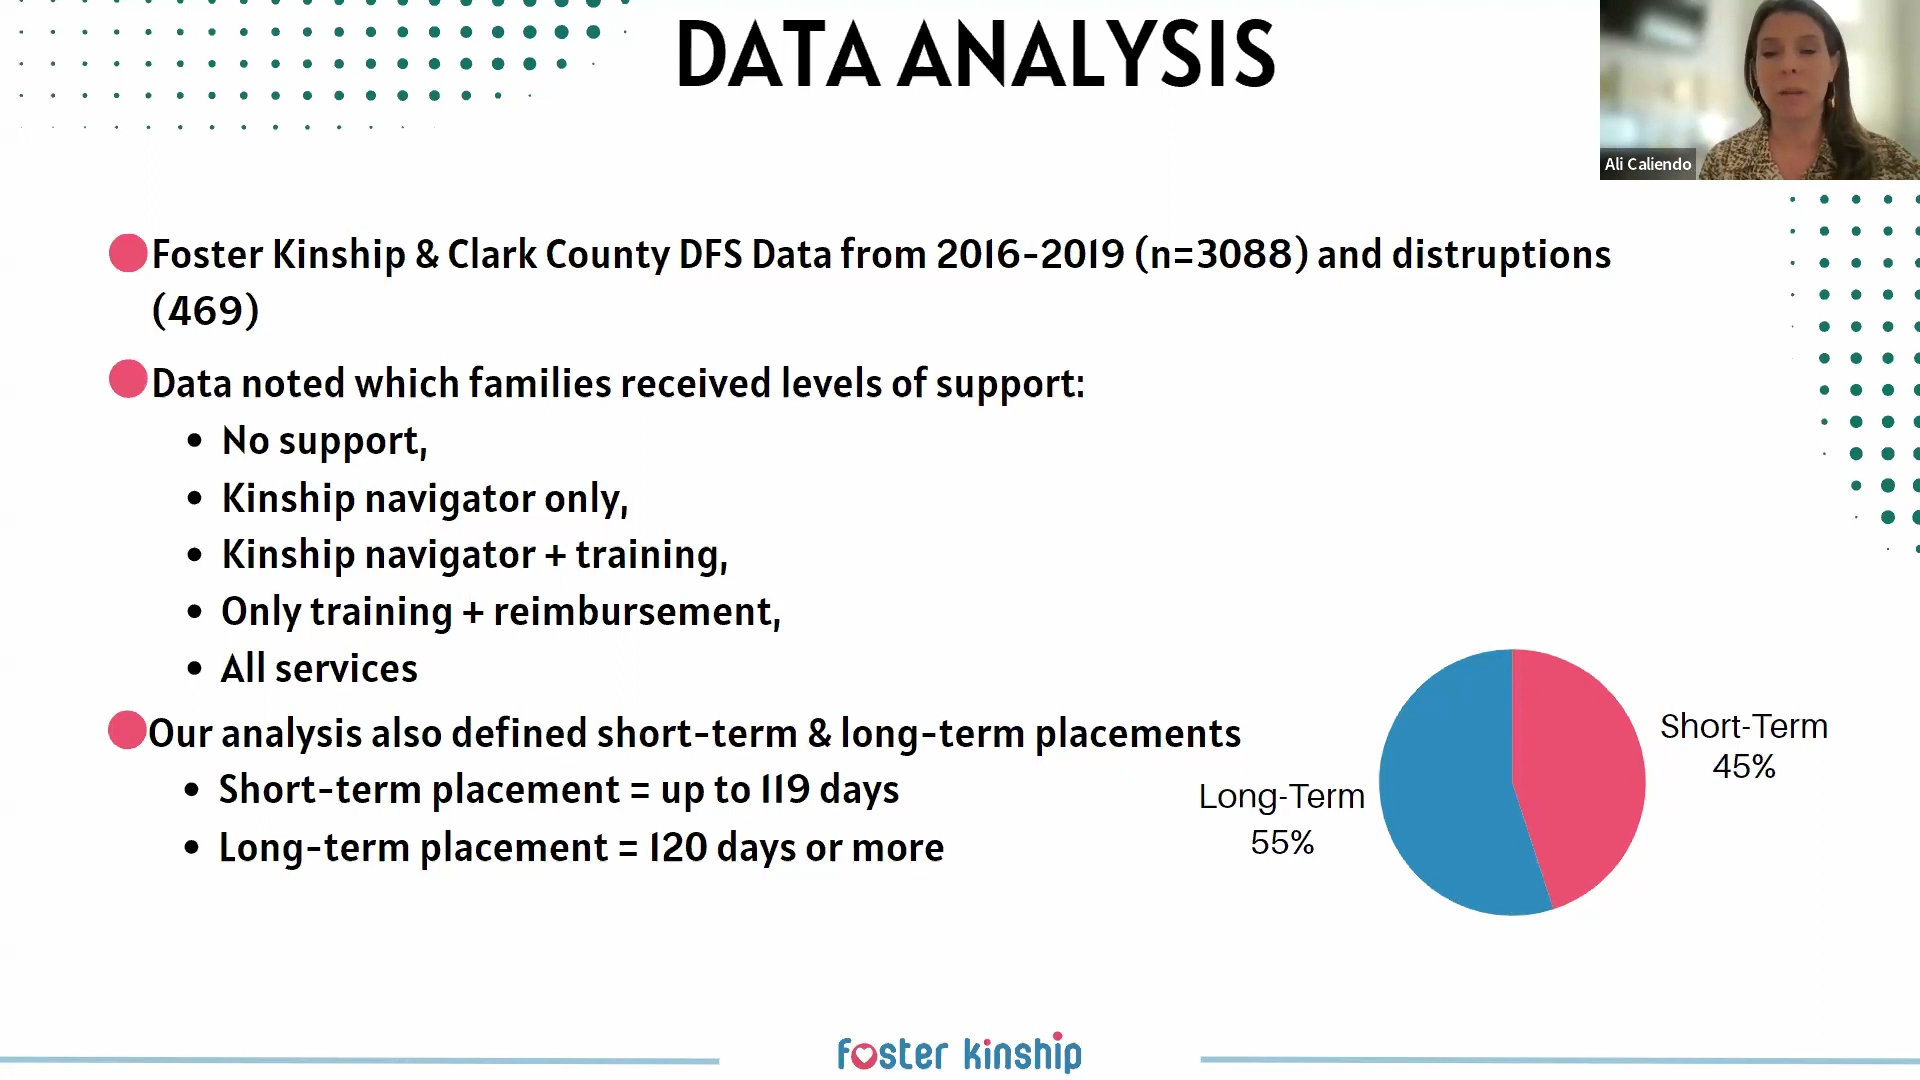 DATA ANALYSIS
Ali Caliendo
Foster Kinship & Clark County DFS Data from 2016-2019 (n=3088) and distruptions
(469)
Data noted which families received levels of support:
• No support,
• Kinship navigator only,
• Kinship navigator + training,
• Only training + reimbursement,
• All services
Our analysis also defined short-term & long-term placements
• Short-term placement = up to 119 days
• Long-term placement = 120 days or more
Short-Term
45%
Long-Term
55%
foster kinship